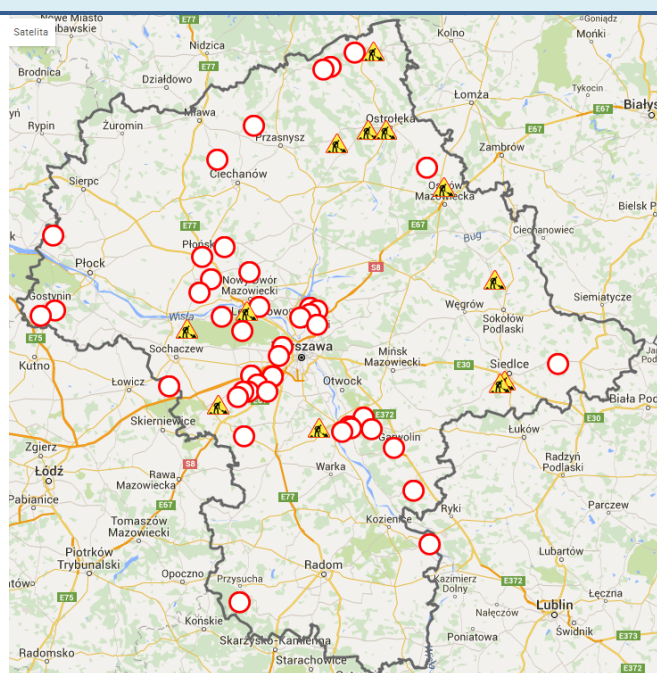 Nowe Miasto
Lubawskie
Goniądz
Kolno
Mońki
Satelita
Nidzica
E77
Brodnica
Działdowo
Tykocin
Łomża
Rypin
Żuromin
Mława
Ostrołęka
E67
Przasnysz
Zambrów
Sierpc
Ciechanów
E67
Ostrów
Mazowiecka
Bielsk P
E77
Bug
Ciechanowiec
Płońsk
Płock
S8
Nowy Dwór
Mazowiecki
Siemiatycze
Gostynin
Węgrów
Sokołów
Podlaski
Wisła
E75
Sochaczew
Mińsk
Mazowiecki
E30
Siedlce
Kutno
Łowicz
Otwock
Biała Pod
E30
Skierniewice
E372
Garwolin
Łuków
Zgierz
Radzyń
Podlaski
S8
Rawa
Mazowiecka
Warka
Łódź
E77
Ryki
Pabianice
E67
Kozienice
Parczew
Tomaszów
Mazowiecki
Piotrków
Trybunalski
Lubartów
Opoczno
Przysucha
Radom
E75
Kazimierz
Dolny
E372
Łęczna
Lublin
Nałęczów
Końskie
Świdnik
Poniatowa
E373
Skarżysko-Kamienna
Radomsko
Starachowice